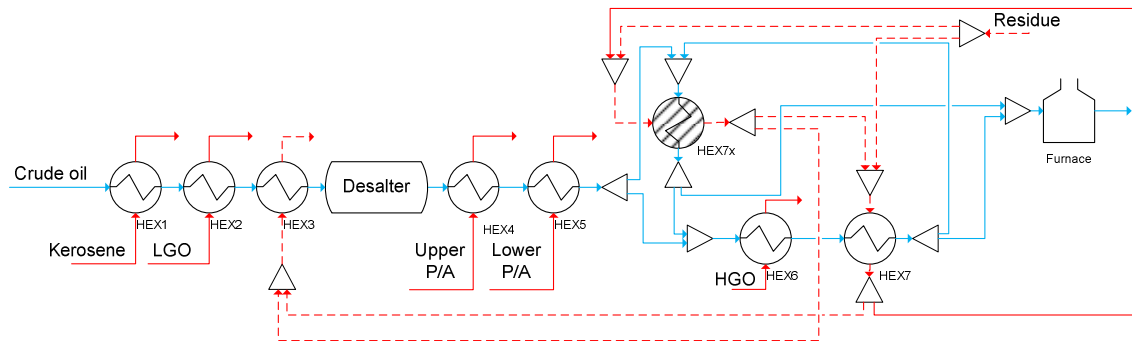 Residue
HEX7x
Furnace
Crude oil
Desalter
HEX1
HEX2
HEX3
HEX4
HEX5
Kerosene
LGO
Upper
P/A
Lower
P/A
HGO
HEX6
HEX7